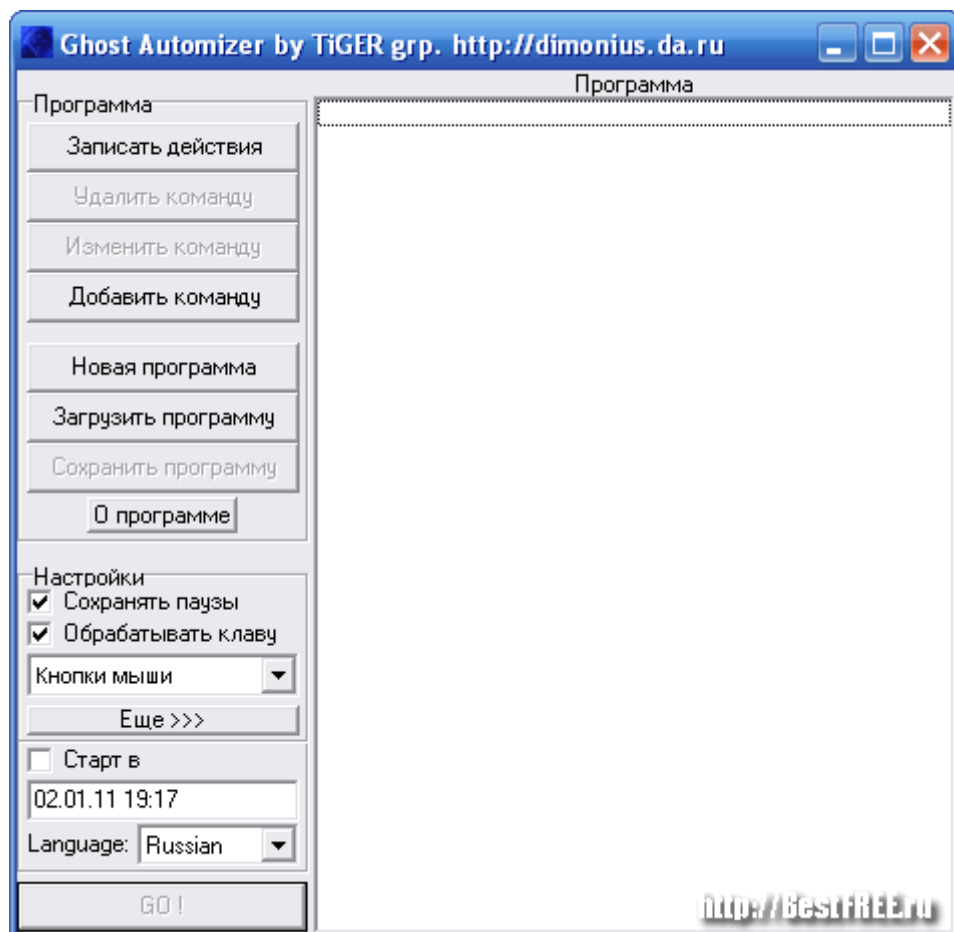 Ghost Automizer by TiGER grp. http://dimonius.da.ru
Программа
Записать действия
Удалить команду
Изменить команду
Добавить команду
Новая программа
Загрузить программу
Сохранить программу
О программе
Настройки
Сохранять паузы
Обрабатывать клаву
Кнопки мыши
Еще >>>
Старт в
02.01.11 19:17
Language: Russian
GO !
Программа
http://BestFREE.ru